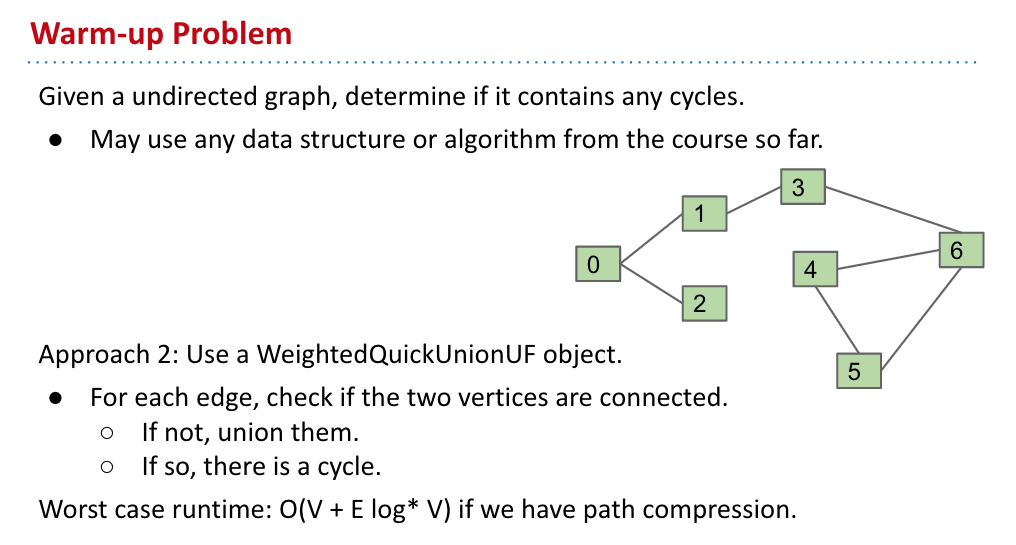 Warm-up Problem
Given a undirected graph, determine if it contains any cycles.
● May use any data structure or algorithm from the course so far.
3
1
6
0
4
2
5
Approach 2: Use a WeightedQuickUnionUF object.
● For each edge, check if the two vertices are connected.
○ If not, union them.
○ If so, there is a cycle.
Worst case runtime: O(V + E log* V) if we have path compression.